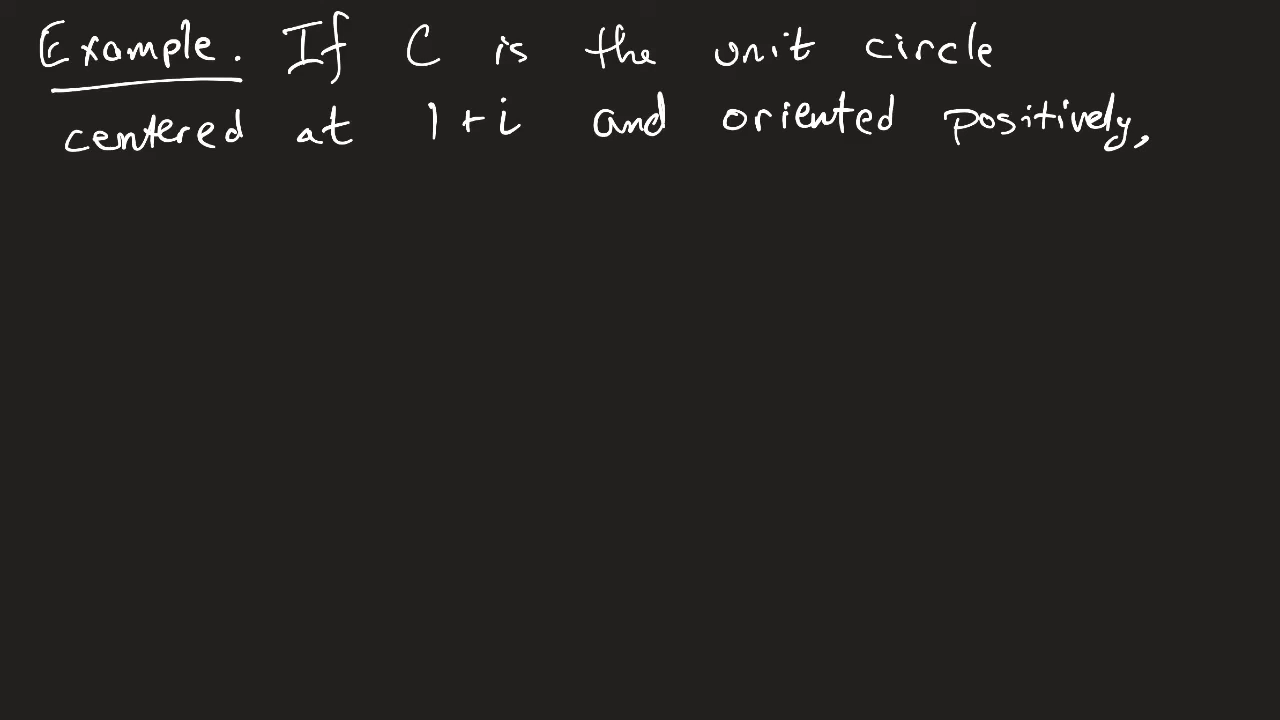 Example. If C is the unit circle
centered at 1+i and oriented positively,